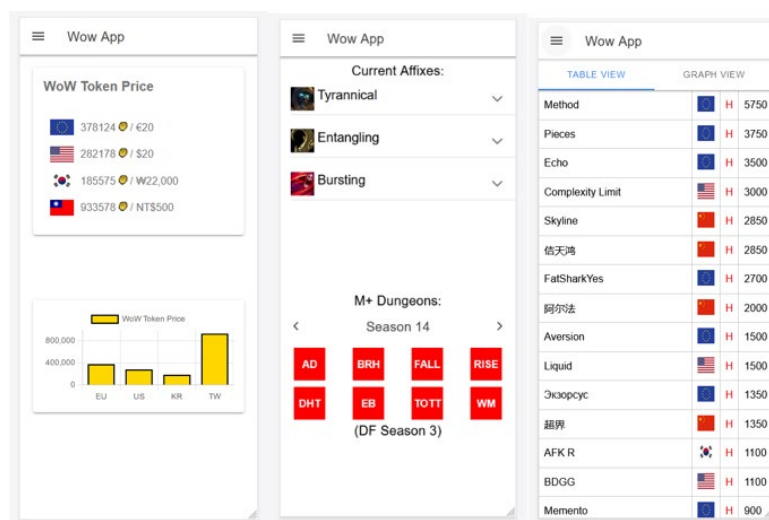 Wow App
WoW Token Price
378124 / €20
282178 / $20
185575 / ₩22,000
933578 / NT$500
WoW Token Price
800,000
400,000
0
EU US KR TW
Wow App
Current Affixes:
Tyrannical
Entangling
Bursting
M+ Dungeons:
< Season 14 >
AD BRH FALL RISE
DHT EB TOTT WM
(DF Season 3)
Wow App
TABLE VIEW GRAPH VIEW
Method H 5750
Pieces H 3750
Echo H 3500
Complexity Limit H 3000
Skyline H 2850
信天鸿 H 2850
FatSharkYes H 2700
阿尔法 H 2000
Aversion H 1500
Liquid H 1500
Экзорсус H 1350
超界 H 1350
AFK R H 1100
BDGG H 1100
Memento H 900